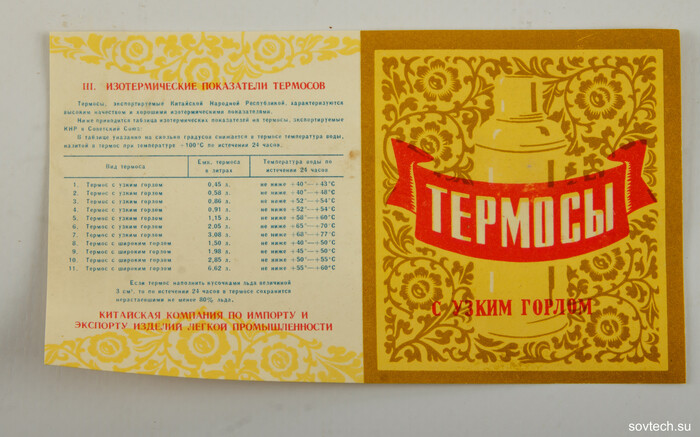 III. ИЗОТЕРМИЧЕСКИЕ ПОКАЗАТЕЛИ ТЕРМОСОВ
Термосы, экспортируемые Китайской Народной Республикой, характеризуются
высоким качеством и хорошими изотермическими показателями.
Ниже приводится таблица изотермических показателей на термосы, экспортируемые
КНР в Советский Союз:
В таблице указано на сколько градусов снижается в термосе температура воды,
налитой в термос при температуре +100°С по истечении 24 часов.
Вид термоса Емк. термоса в литрах Температура воды по истечении 24 часов
1. Термос с узким горлом 0,45 л. не ниже +40°—+43°С
2. Термос с узким горлом 0,58 л. не ниже +40°—+48°С
3. Термос с узким горлом 0,86 л. не ниже +52°—+54°С
4. Термос с узким горлом 0,91 л. не ниже +52°—+54°С
5. Термос с узким горлом 1,15 л. не ниже +58°—+60°С
6. Термос с узким горлом 2,05 л. не ниже +65°—+70°С
7. Термос с узким горлом 3,08 л. не ниже +68°—+77°С
8. Термос с широким горлом 1,50 л. не ниже +40°—+50°С
9. Термос с широким горлом 1,90 л. не ниже +45°—+50°С
10. Термос с широким горлом 2,05 л. не ниже +50°—+55°С
11. Термос с широким горлом 0,62 л. не ниже +55°—+60°С
Если термос наполнить кусочками льда величиной
3 см³, то по истечении 24 часов в термосе сохранится
нерастаявшими не менее 80% льда.
КИТАЙСКАЯ КОМПАНИЯ ПО ИМПОРТУ И
ЭКСПОРТУ ИЗДЕЛИЙ ЛЕГКОЙ ПРОМЫШЛЕННОСТИ
ТЕРМОСЫ
С УЗКИМ ГОРЛОМ
sovtech.su